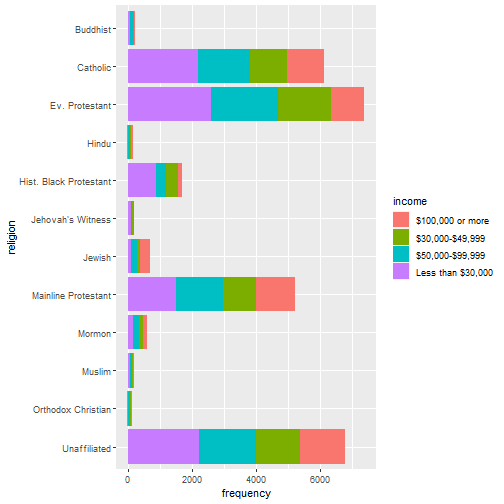 Buddhist
Catholic
Ev. Protestant
Hindu
Hist. Black Protestant
Jehovah's Witness
Jewish
Mainline Protestant
Mormon
Muslim
Orthodox Christian
Unaffiliated
religion
0 2000 4000 6000
frequency
income
$100,000 or more
$30,000-$49,999
$50,000-$99,999
Less than $30,000